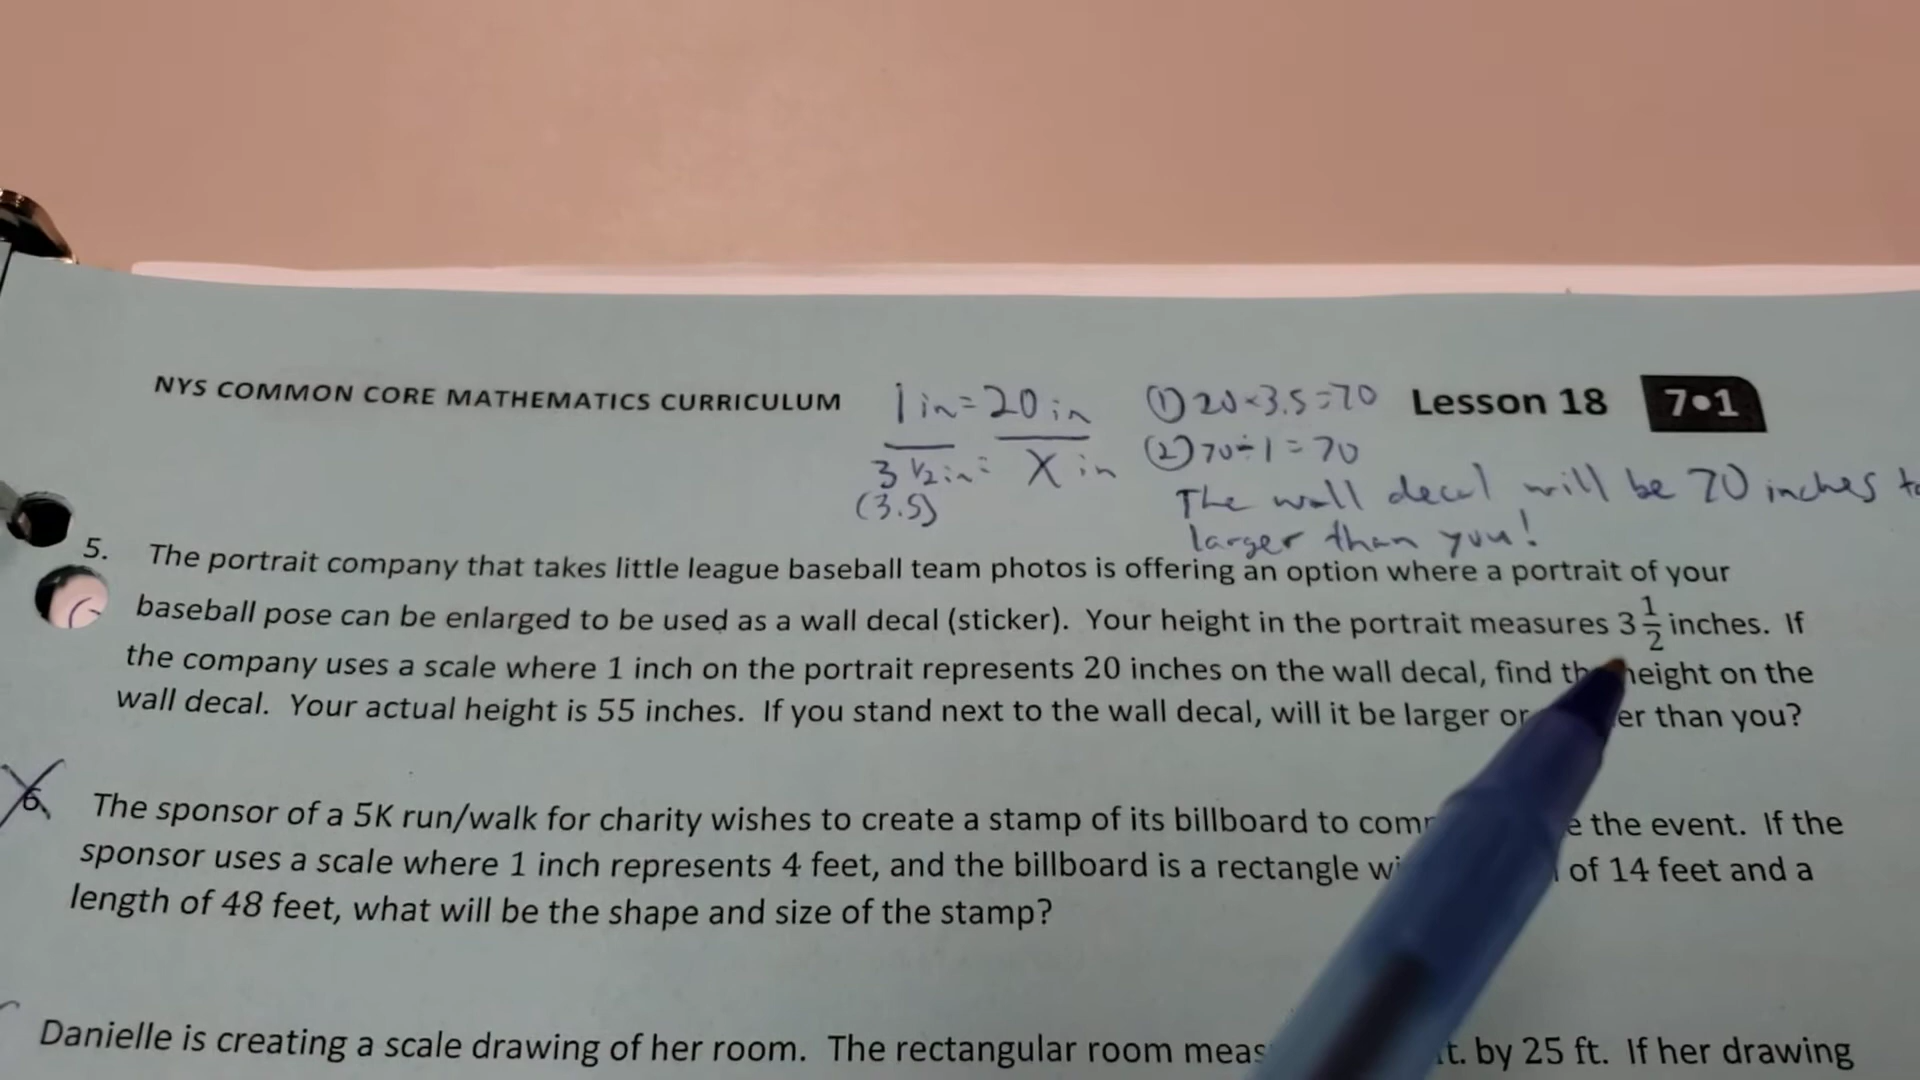 NYS COMMON CORE MATHEMATICS CURRICULUM
1 in = 20 in
3 1/2 in = X in
(3.5)
① 20 × 3.5 = 70
② 70 ÷ 1 = 70
The wall decal will be 70 inches
larger than you!
Lesson 18 7•1
5. The portrait company that takes little league baseball team photos is offering an option where a portrait of your
baseball pose can be enlarged to be used as a wall decal (sticker). Your height in the portrait measures 3 1/2 inches. If
the company uses a scale where 1 inch on the portrait represents 20 inches on the wall decal, find height on the
wall decal. Your actual height is 55 inches. If you stand next to the wall decal, will it be larger or than you?
6. The sponsor of a 5K run/walk for charity wishes to create a stamp of its billboard to the event. If the
sponsor uses a scale where 1 inch represents 4 feet, and the billboard is a rectangle of 14 feet and a
length of 48 feet, what will be the shape and size of the stamp?
Danielle is creating a scale drawing of her room. The rectangular room by 25 ft. If her drawing